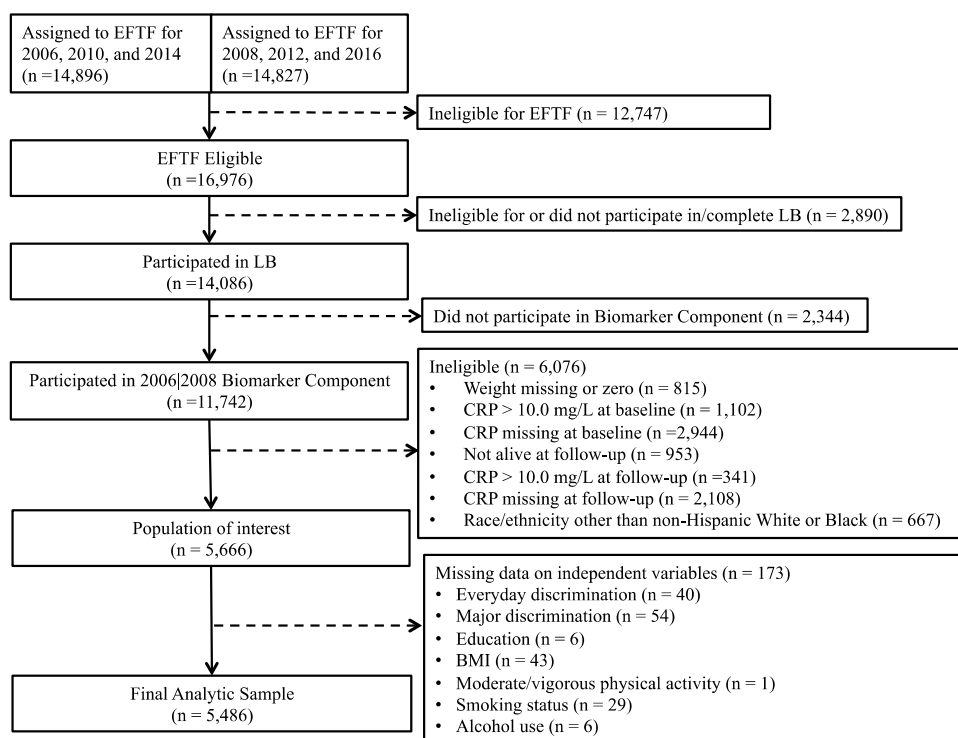 Assigned to EFTF for
2006, 2010, and 2014
(n =14,896)
Assigned to EFTF for
2008, 2012, and 2016
(n =14,827)
Ineligible for EFTF (n = 12,747)
EFTF Eligible
(n =16,976)
Ineligible for or did not participate in/complete LB (n = 2,890)
Participated in LB
(n =14,086)
Did not participate in Biomarker Component (n = 2,344)
Participated in 2006|2008 Biomarker Component
(n =11,742)
Ineligible (n = 6,076)
• Weight missing or zero (n = 815)
• CRP > 10.0 mg/L at baseline (n = 1,102)
• CRP missing at baseline (n =2,944)
• Not alive at follow-up (n = 953)
• CRP > 10.0 mg/L at follow-up (n =341)
• CRP missing at follow-up (n = 2,108)
• Race/ethnicity other than non-Hispanic White or Black (n = 667)
Population of interest
(n = 5,666)
Missing data on independent variables (n = 173)
• Everyday discrimination (n = 40)
• Major discrimination (n = 54)
• Education (n = 6)
• BMI (n = 43)
• Moderate/vigorous physical activity (n = 1)
• Smoking status (n = 29)
• Alcohol use (n = 6)
Final Analytic Sample
(n = 5,486)